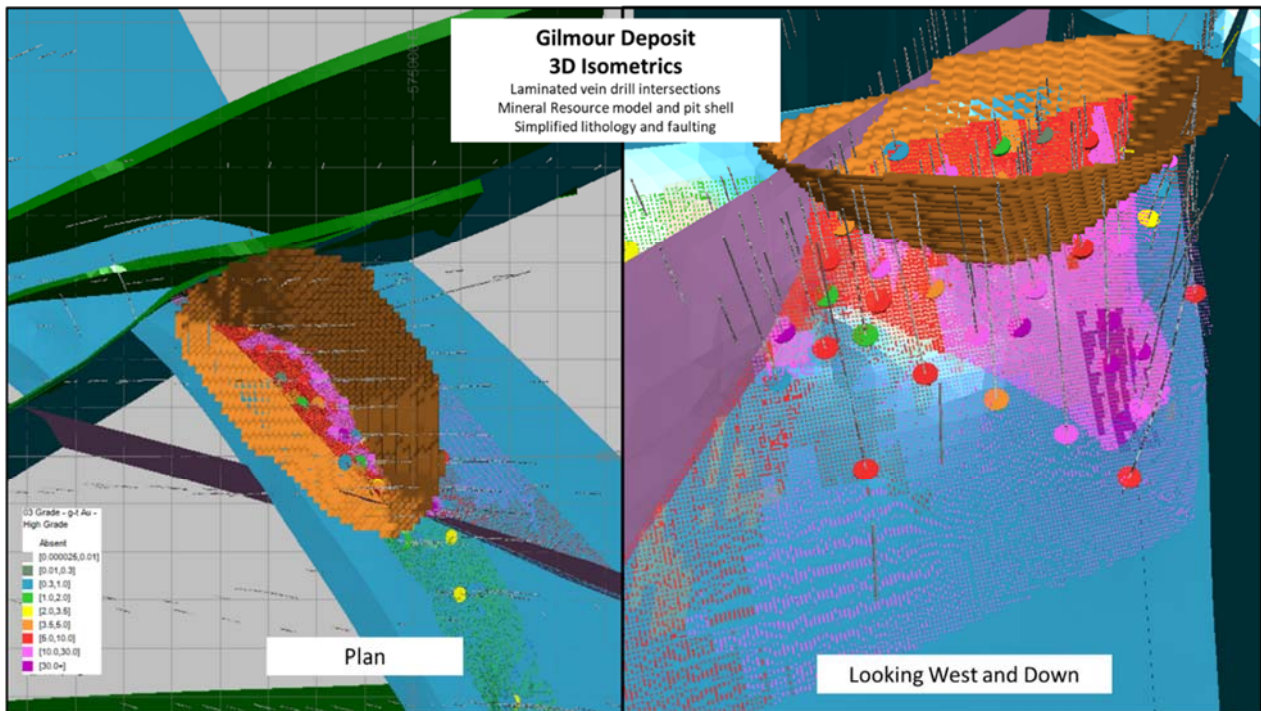 Gilmour Deposit
3D Isometrics
Laminated vein drill intersections
Mineral Resource model and pit shell
Simplified lithology and faulting
03 Grade - g-t Au -
High Grade
Absent
[0.000025,0.01]
[0.01,0.3]
[0.3,1.0]
[1.0,2.0]
[2.0,3.5]
[3.5,5.0]
[5.0,10.0]
[10.0,30.0]
[30.0+]
Plan
Looking West and Down